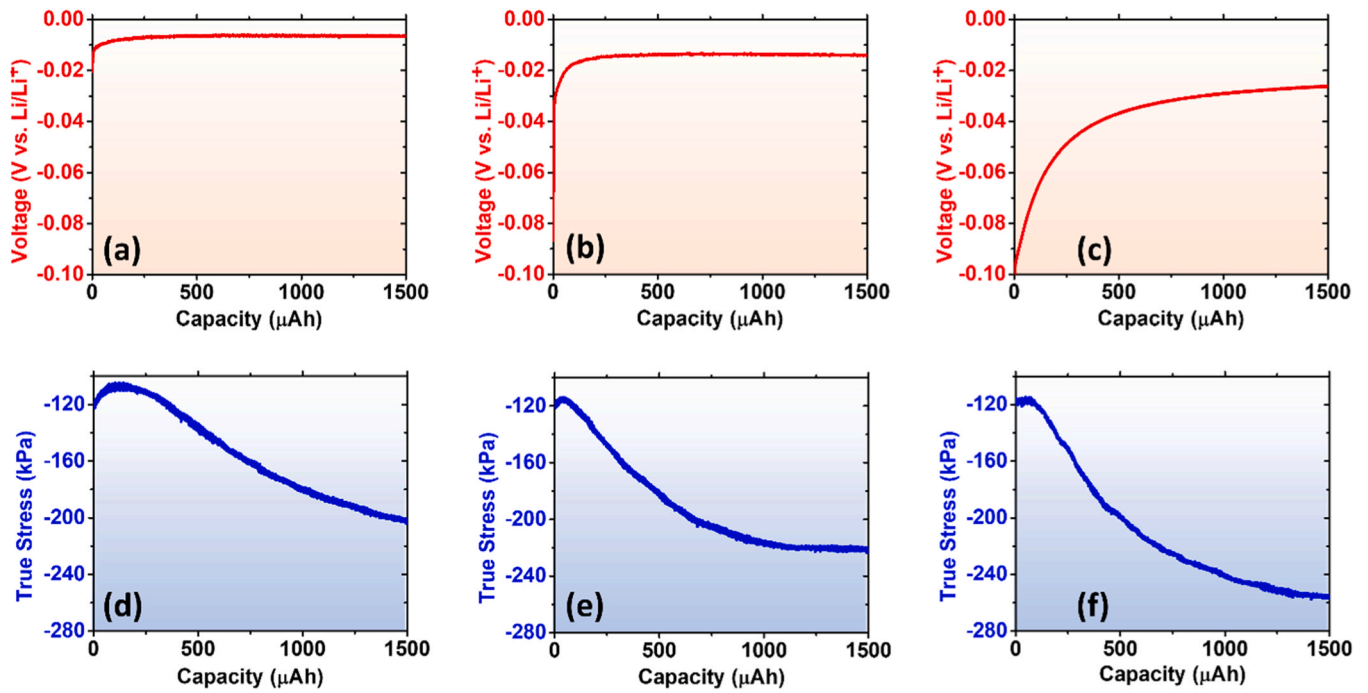 0.00
-0.02
-0.04
-0.06
-0.08
-0.10
Voltage (V vs. Li/Li⁺)
(a)
0 500 1000 1500
Capacity (μAh)
0.00
-0.02
-0.04
-0.06
-0.08
-0.10
Voltage (V vs. Li/Li⁺)
(b)
0 500 1000 1500
Capacity (μAh)
0.00
-0.02
-0.04
-0.06
-0.08
-0.10
Voltage (V vs. Li/Li⁺)
(c)
0 500 1000 1500
Capacity (μAh)
-120
-160
-200
-240
-280
True Stress (kPa)
(d)
0 500 1000 1500
Capacity (μAh)
-120
-160
-200
-240
-280
True Stress (kPa)
(e)
0 500 1000 1500
Capacity (μAh)
-120
-160
-200
-240
-280
True Stress (kPa)
(f)
0 500 1000 1500
Capacity (μAh)